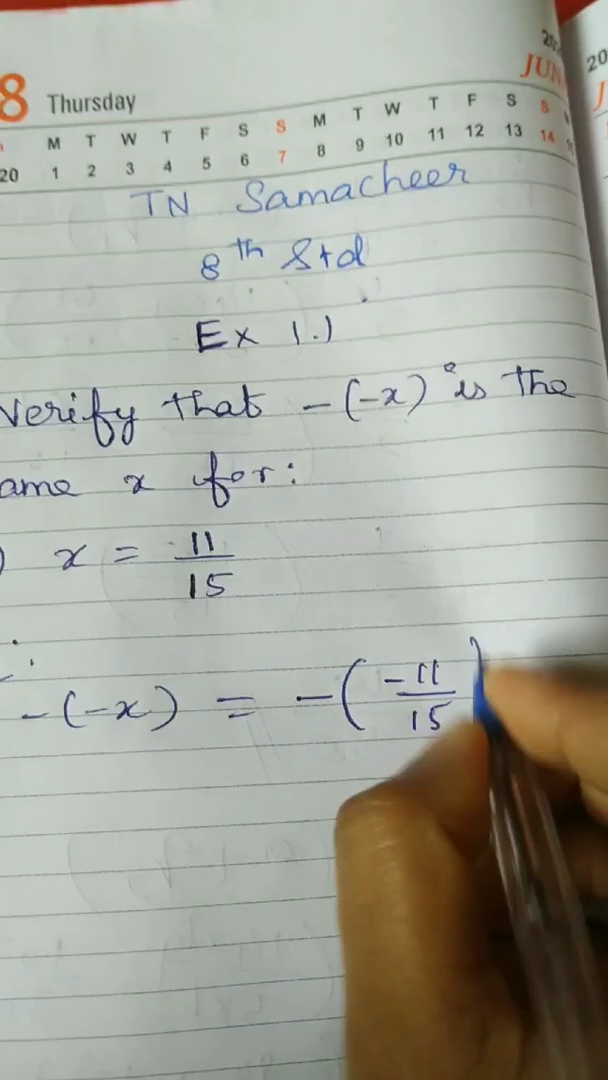 8 Thursday
JUN
M T W T F S S M T W T F S S
20 1 2 3 4 5 6 7 8 9 10 11 12 13 14
20
TN Samacheer
8th Std
Ex 1.1
verify that -(-x) is the
ame x for:
) x = 11/15
-(-x) = -(-11/15)